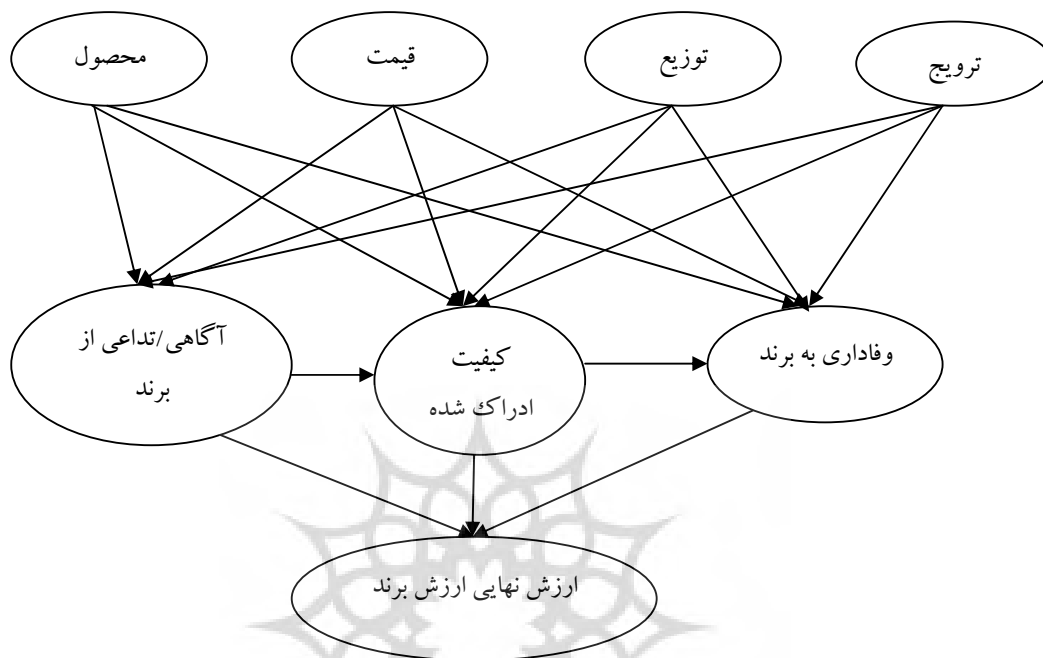 ترویج
توزیع
قیمت
محصول
وفاداری به برند
کیفیت
ادراک شده
آگاهی/تداعی از
برند
ارزش نهایی ارزش برند